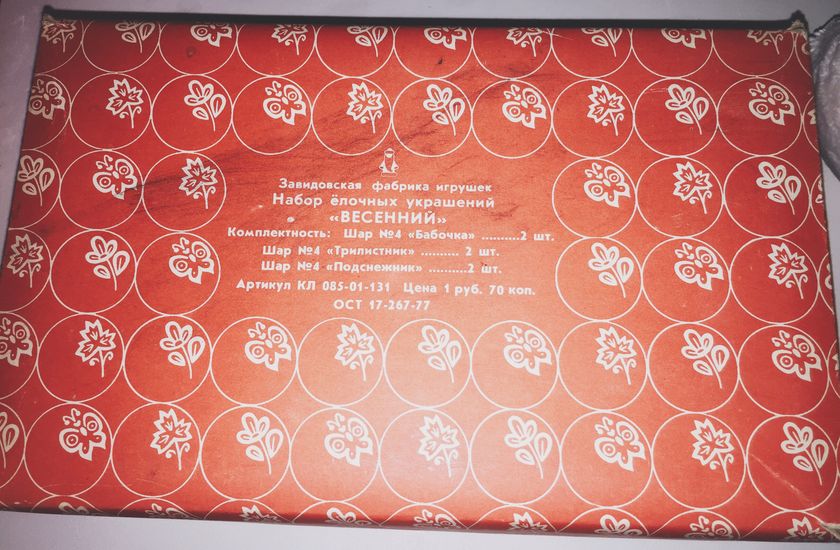 Завидовская фабрика игрушек
Набор ёлочных украшений
«ВЕСЕННИЙ»
Комплектность: Шар №4 «Бабочка» ..........2 шт.
Шар №4 «Трилистник» .......... 2 шт.
Шар №4 «Подснежник» ..........2 шт.
Артикул КЛ 085-01-131 Цена 1 руб. 70 коп.
ОСТ 17-267-77